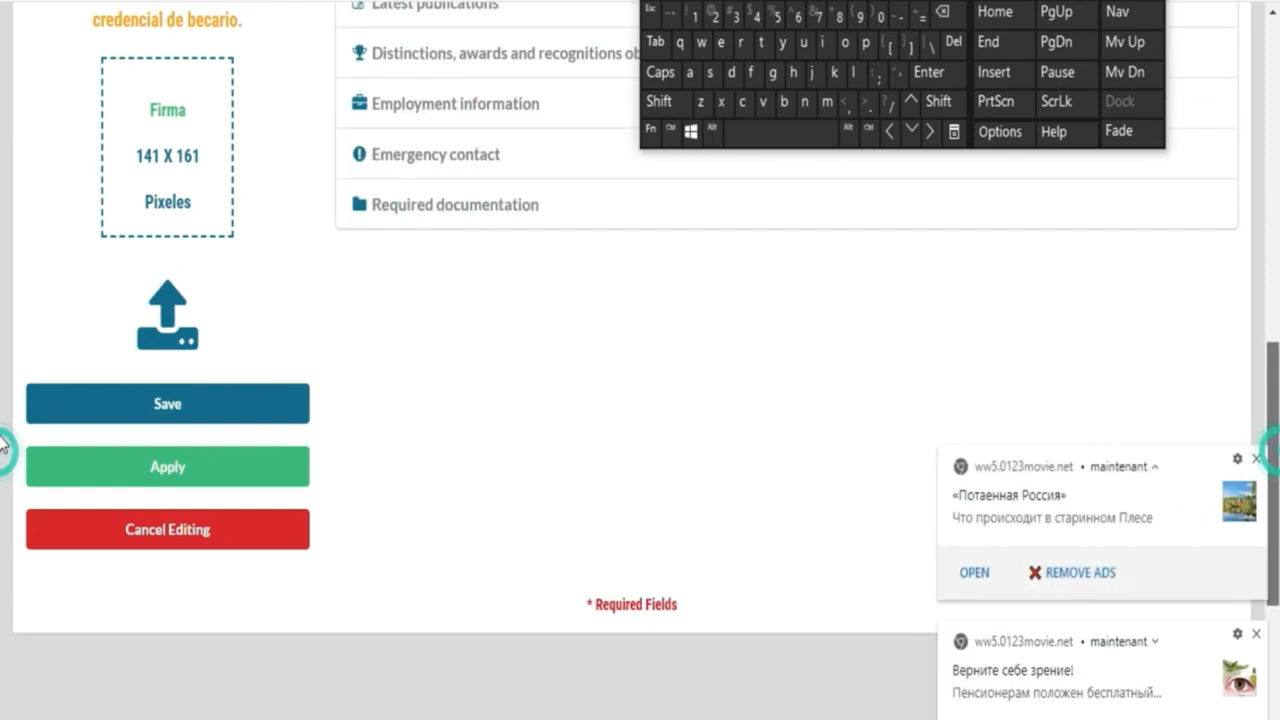 credencial de becario.
Firma
141 X 161
Pixeles
Save
Apply
Cancel Editing
Latest publications
Distinctions, awards and recognitions ob
Employment information
Emergency contact
Required documentation
* Required Fields
Esc 1 2 3 4 5 6 7 8 9 0 Home PgUp Nav
Tab q w e r t y u i o p [ ] \ Del End PgDn Mv Up
Caps a s d f g h j k l ; ' Enter Insert Pause Mv Dn
Shift z x c v b n m , . / Shift PrtScn ScrLk Dock
Fn Ctrl Alt Alt Ctrl Options Help Fade
ww5.0123movie.net • maintenant
«Потаенная Россия»
Что происходит в старинном Плесе
OPEN REMOVE ADS
ww5.0123movie.net • maintenant
Верните себе зрение!
Пенсионерам положен бесплатный...